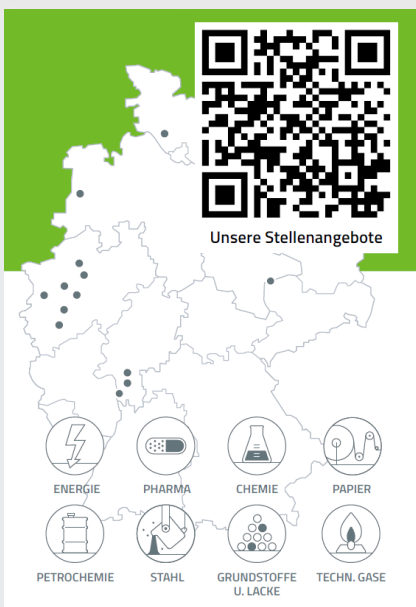 Unsere Stellenangebote
ENERGIE
PHARMA
CHEMIE
PAPIER
PETROCHEMIE
STAHL
GRUNDSTOFFE
U. LACKE
TECHN. GASE